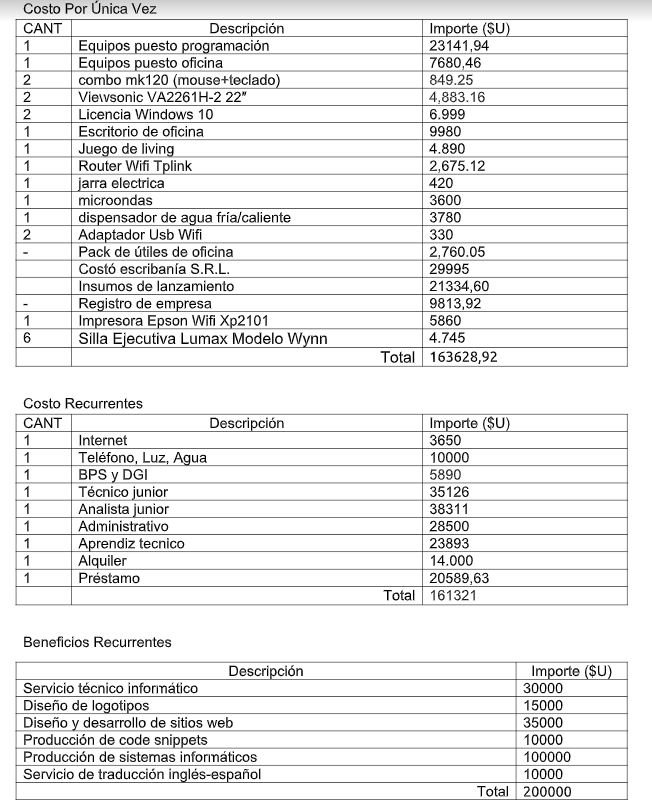 Costo Por Única Vez
CANT Descripción Importe ($U)
1 Equipos puesto programación 23141,94
1 Equipos puesto oficina 7680,46
2 combo mk120 (mouse+teclado) 849.25
2 Viewsonic VA2261H-2 22″ 4,883.16
2 Licencia Windows 10 6.999
1 Escritorio de oficina 9980
1 Juego de living 4.890
1 Router Wifi Tplink 2,675.12
1 jarra electrica 420
1 microondas 3600
1 dispensador de agua fría/caliente 3780
2 Adaptador Usb Wifi 330
- Pack de útiles de oficina 2,760.05
Costó escribanía S.R.L. 29995
Insumos de lanzamiento 21334,60
- Registro de empresa 9813,92
1 Impresora Epson Wifi Xp2101 5860
6 Silla Ejecutiva Lumax Modelo Wynn 4.745
Total 163628,92
Costo Recurrentes
CANT Descripción Importe ($U)
1 Internet 3650
1 Teléfono, Luz, Agua 10000
1 BPS y DGI 5890
1 Técnico junior 35126
1 Analista junior 38311
1 Administrativo 28500
1 Aprendiz tecnico 23893
1 Alquiler 14.000
1 Préstamo 20589,63
Total 161321
Beneficios Recurrentes
Descripción Importe ($U)
Servicio técnico informático 30000
Diseño de logotipos 15000
Diseño y desarrollo de sitios web 35000
Producción de code snippets 10000
Producción de sistemas informáticos 100000
Servicio de traducción inglés-español 10000
Total 200000